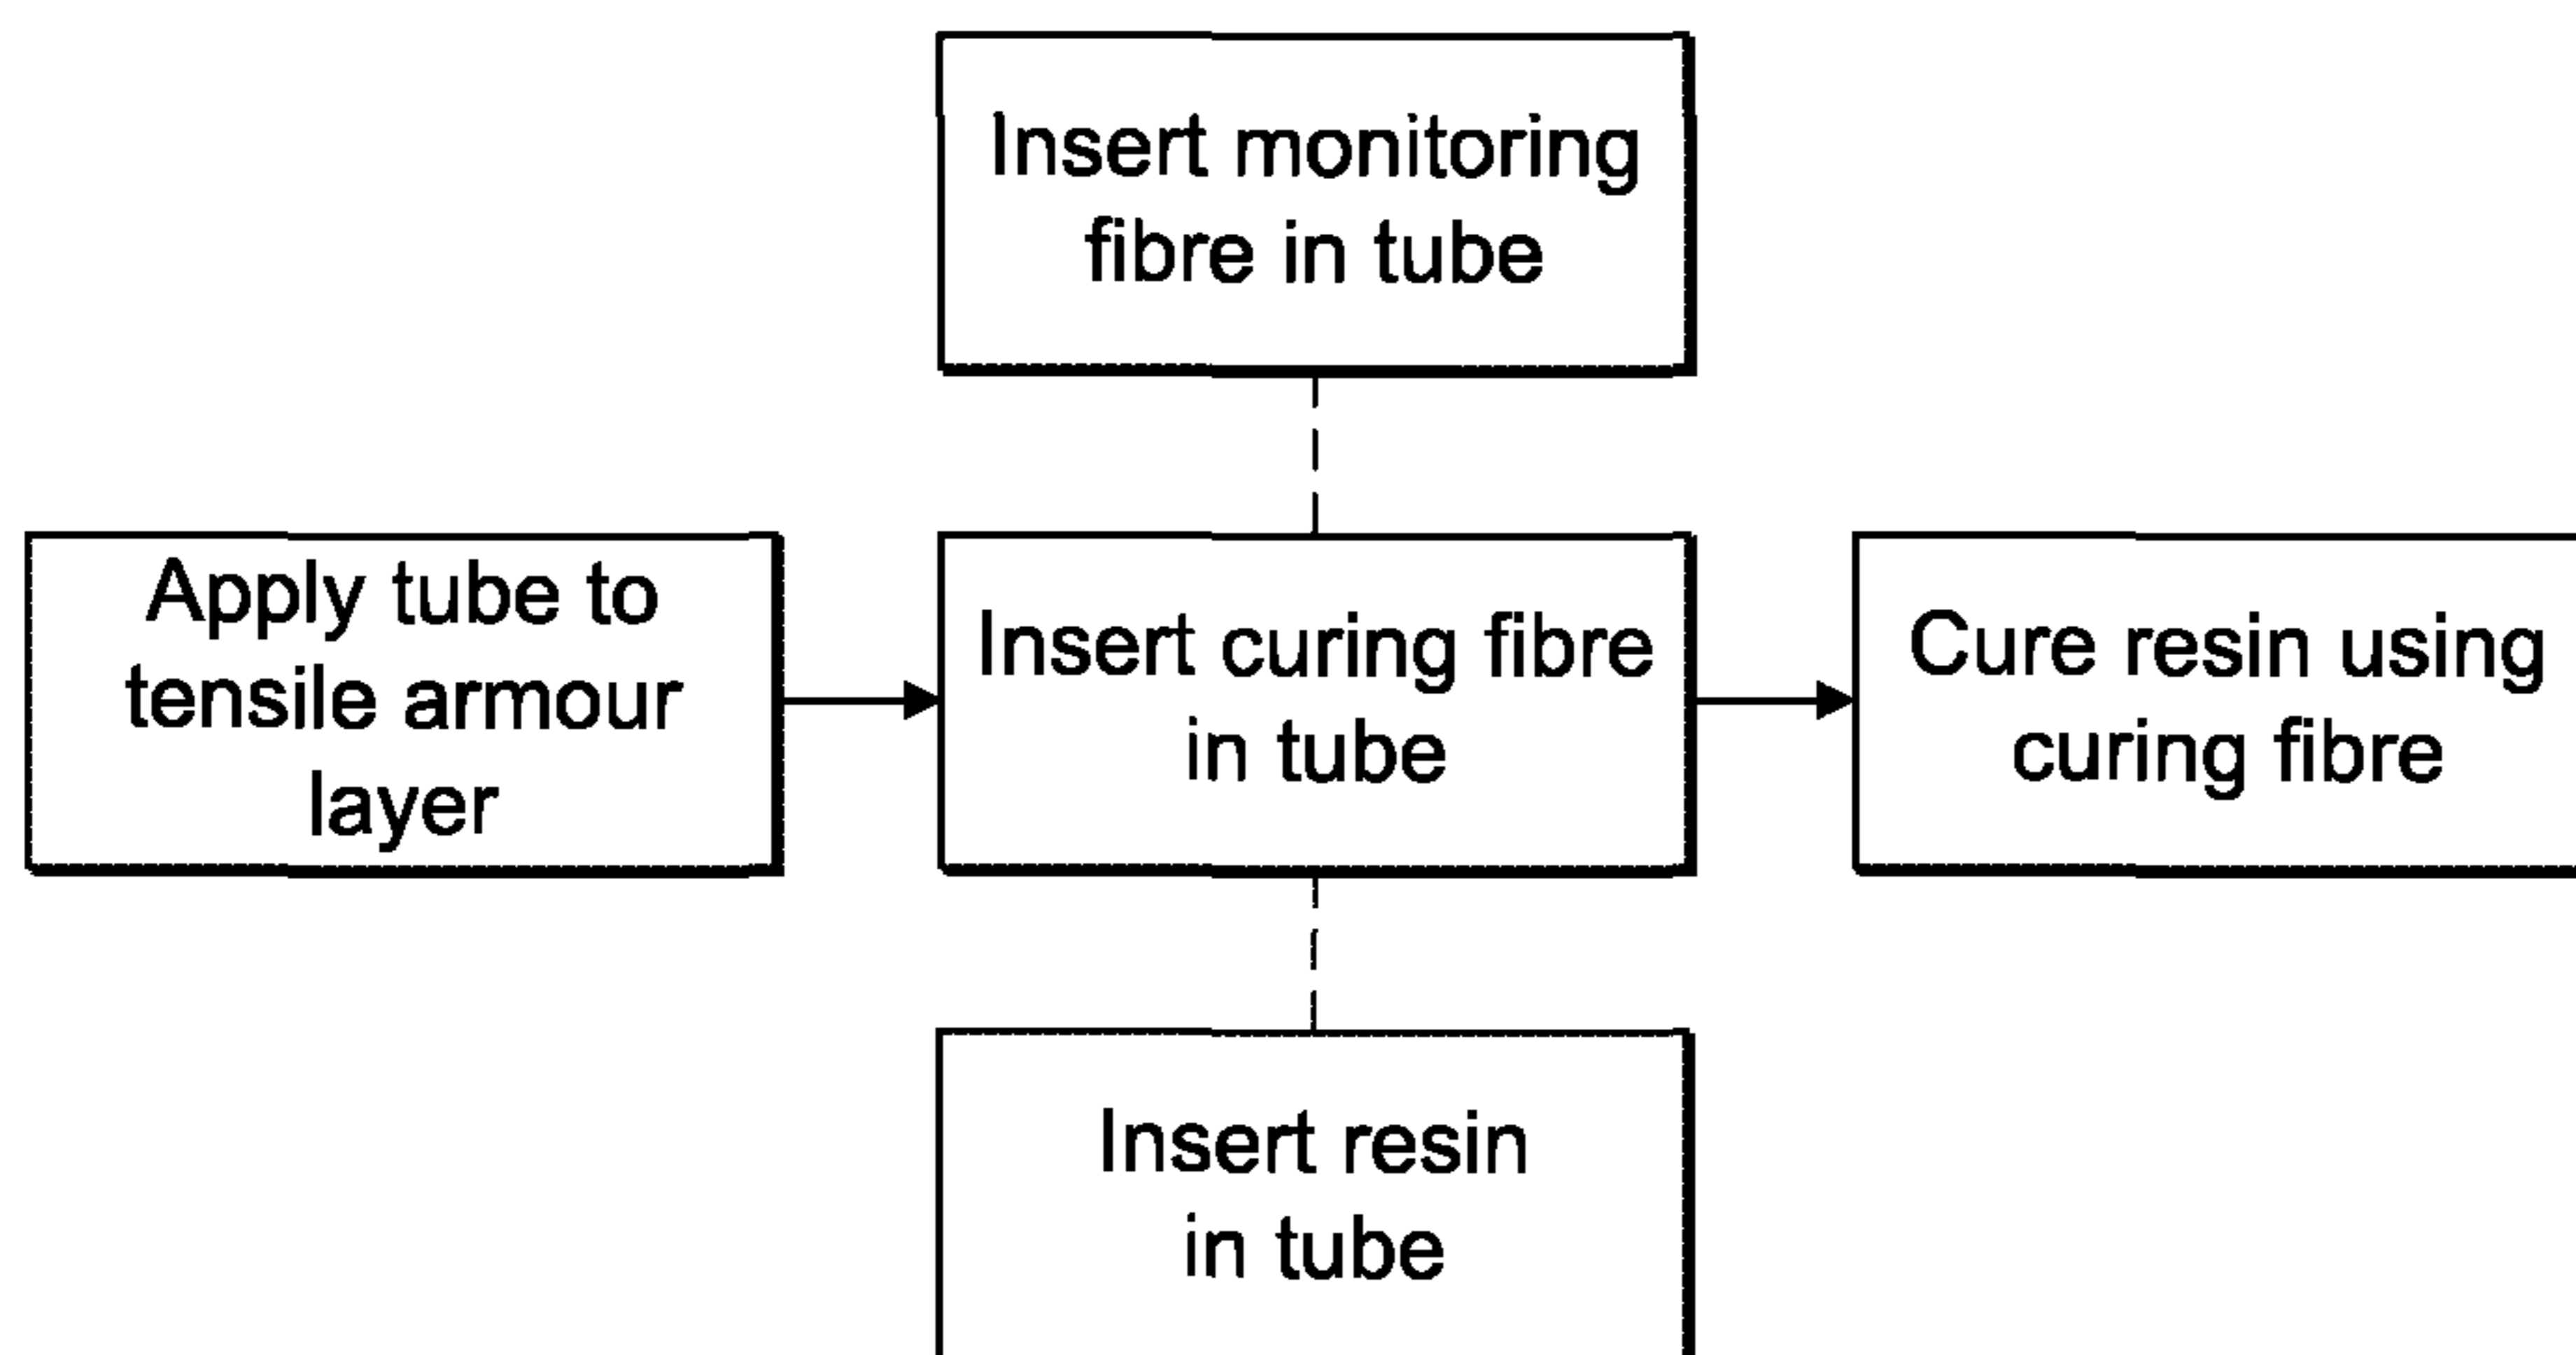 Insert monitoring
fibre in tube
Apply tube to
tensile armour
layer
Insert curing fibre
in tube
Cure resin using
curing fibre
Insert resin
in tube